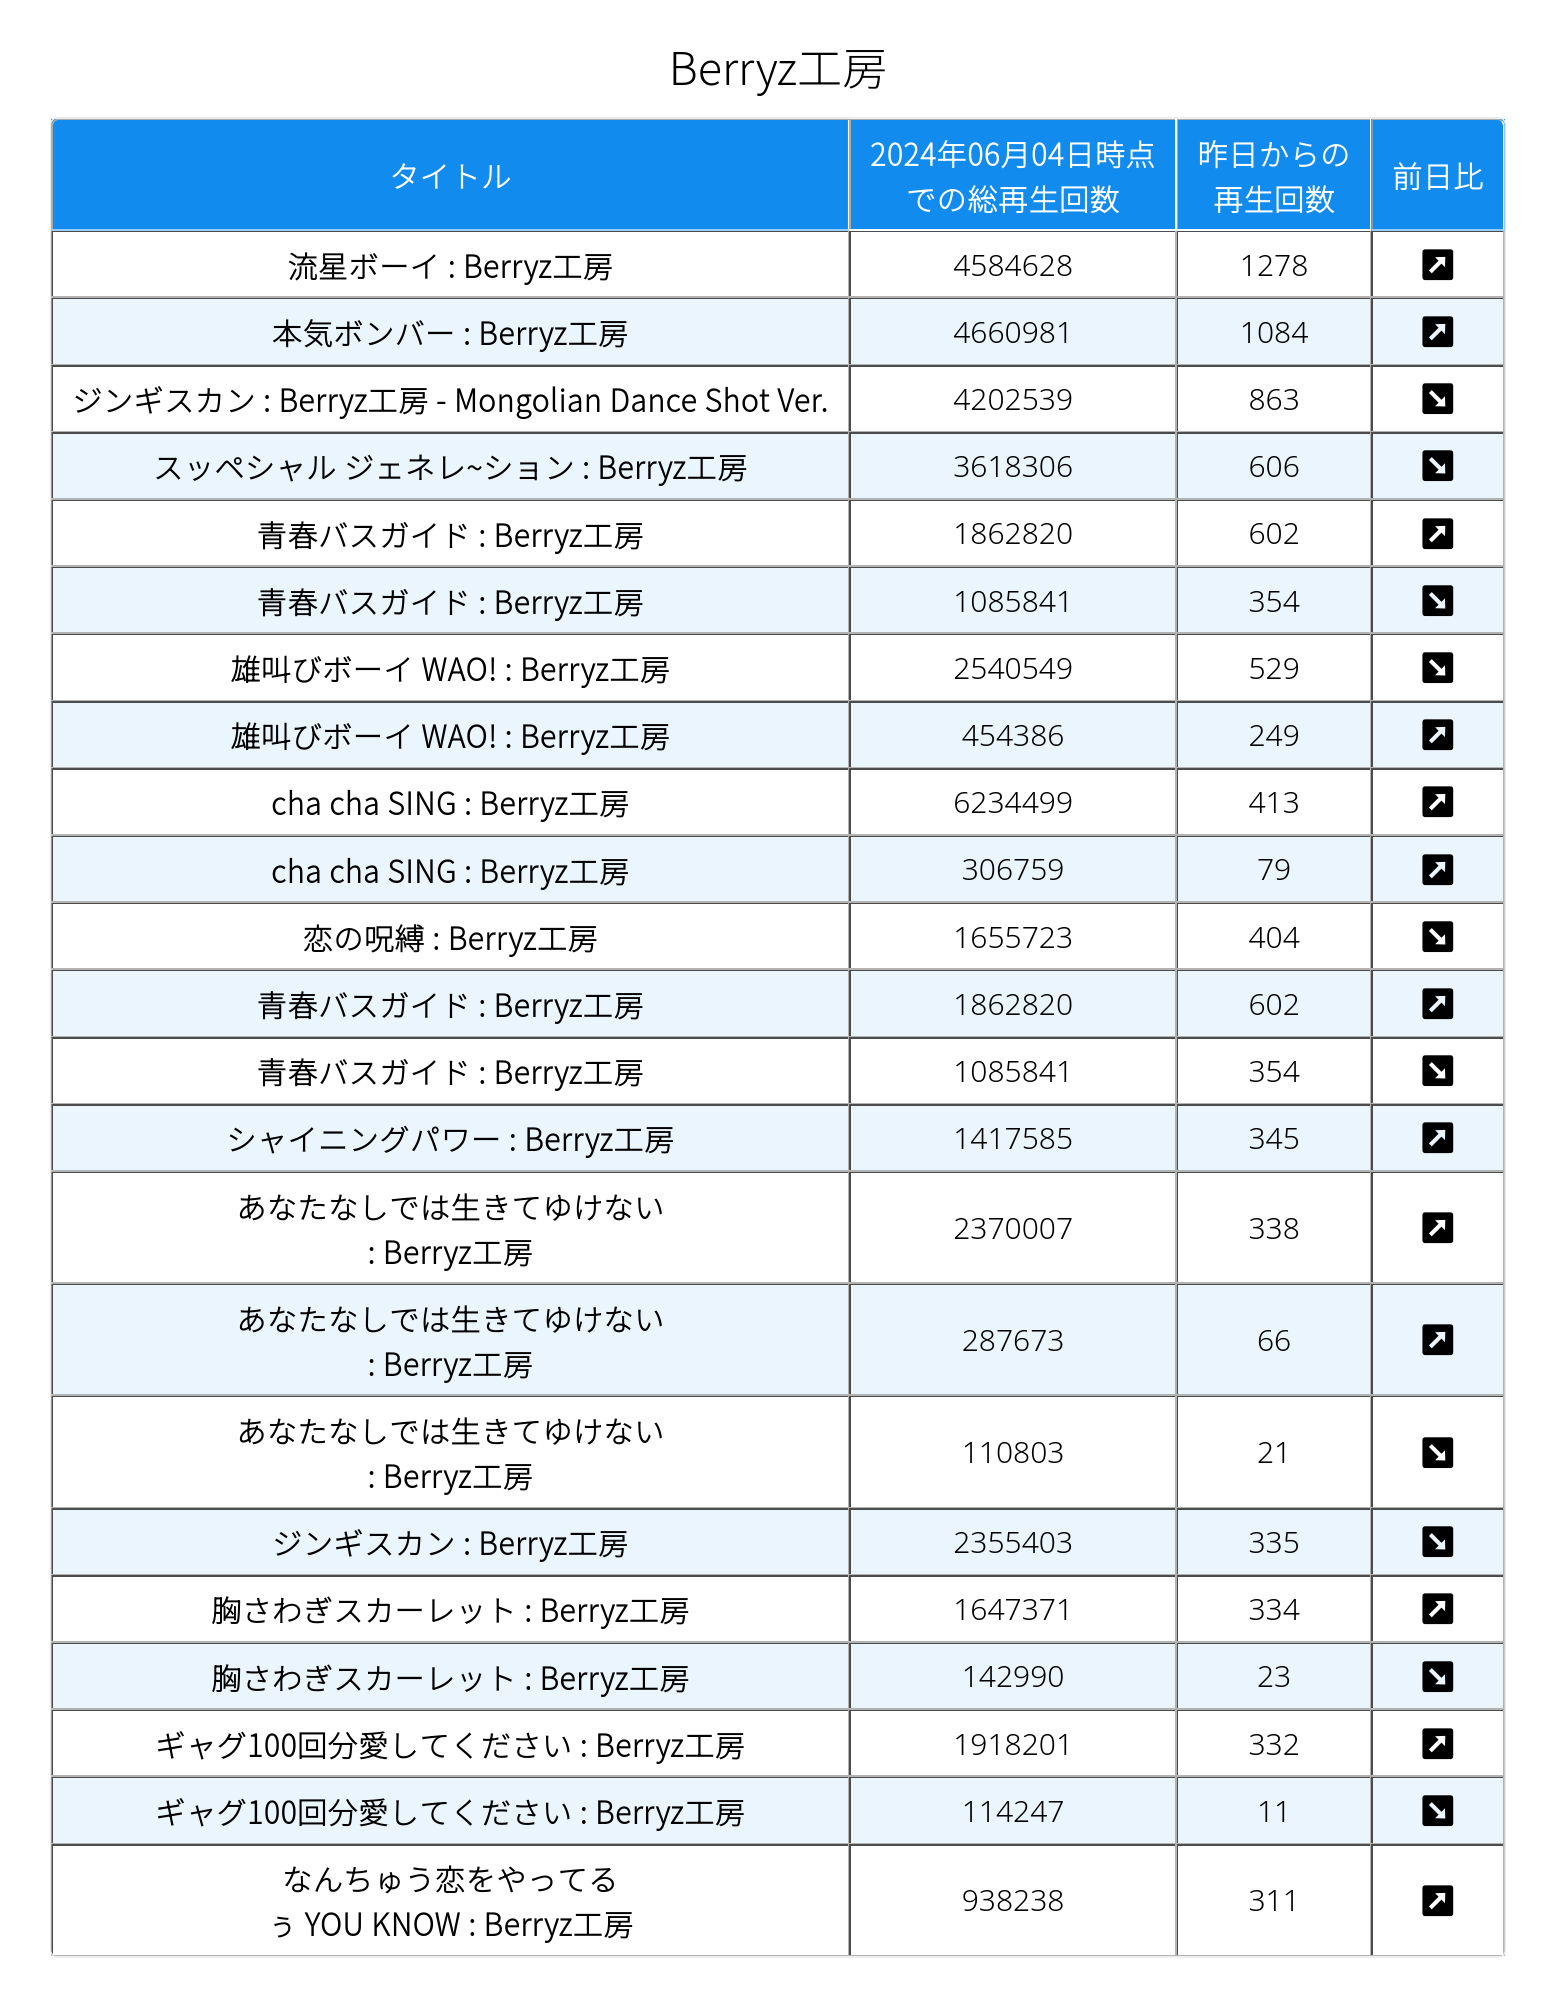 Berryz工房
タイトル
2024年06月04日時点
での総再生回数
昨日からの
再生回数
前日比
流星ボーイ : Berryz工房 4584628 1278
本気ボンバー : Berryz工房 4660981 1084
ジンギスカン : Berryz工房 - Mongolian Dance Shot Ver. 4202539 863
スッペシャル ジェネレ~ション : Berryz工房 3618306 606
青春バスガイド : Berryz工房 1862820 602
青春バスガイド : Berryz工房 1085841 354
雄叫びボーイ WAO! : Berryz工房 2540549 529
雄叫びボーイ WAO! : Berryz工房 454386 249
cha cha SING : Berryz工房 6234499 413
cha cha SING : Berryz工房 306759 79
恋の呪縛 : Berryz工房 1655723 404
青春バスガイド : Berryz工房 1862820 602
青春バスガイド : Berryz工房 1085841 354
シャイニングパワー : Berryz工房 1417585 345
あなたなしでは生きてゆけない
: Berryz工房 2370007 338
あなたなしでは生きてゆけない
: Berryz工房 287673 66
あなたなしでは生きてゆけない
: Berryz工房 110803 21
ジンギスカン : Berryz工房 2355403 335
胸さわぎスカーレット : Berryz工房 1647371 334
胸さわぎスカーレット : Berryz工房 142990 23
ギャグ100回分愛してください : Berryz工房 1918201 332
ギャグ100回分愛してください : Berryz工房 114247 11
なんちゅう恋をやってる
ぅ YOU KNOW : Berryz工房 938238 311